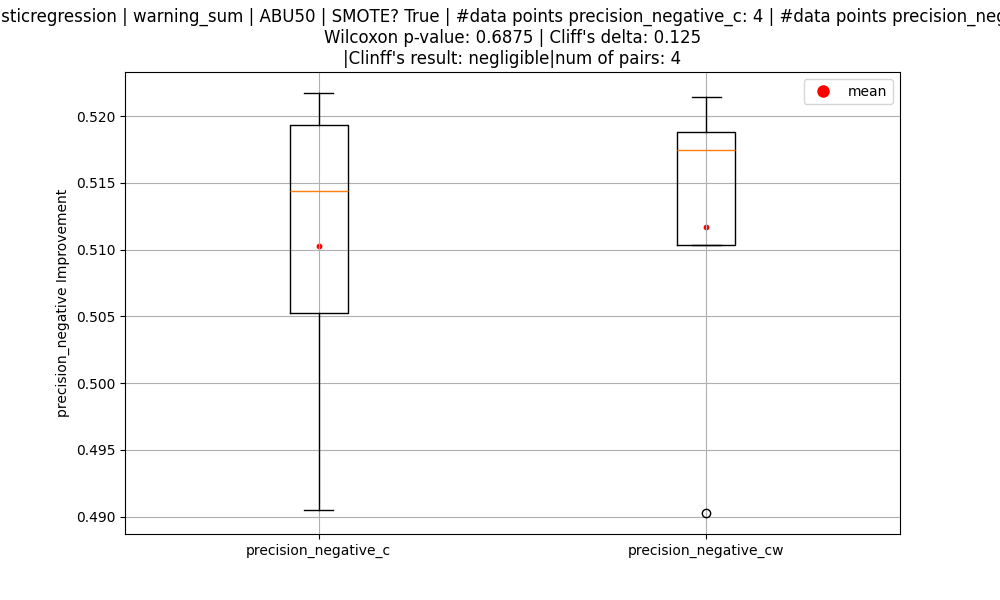 sticregression | warning_sum | ABU50 | SMOTE? True | #data points precision_negative_c: 4 | #data points precision_neg
Wilcoxon p-value: 0.6875 | Cliff's delta: 0.125
|Clinff's result: negligible|num of pairs: 4
mean
0.520
0.515
0.510
0.505
0.500
0.495
0.490
precision_negative Improvement
precision_negative_c
precision_negative_cw